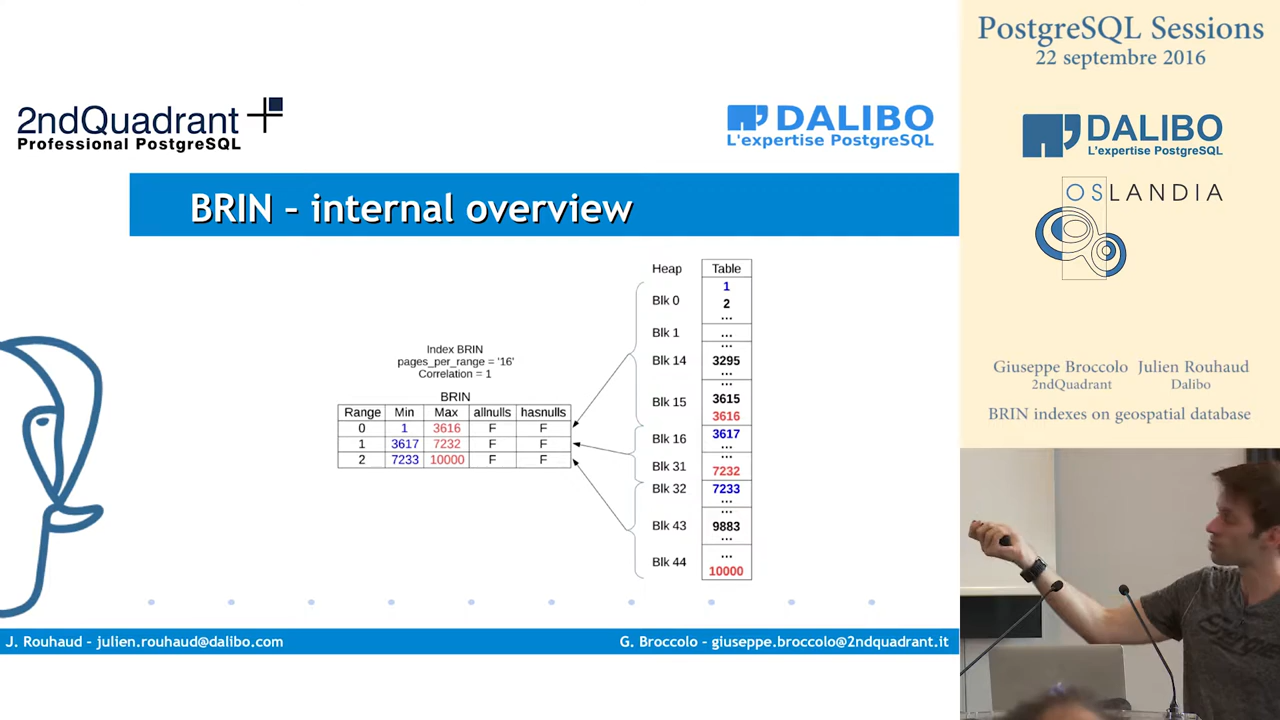 2ndQuadrant
Professional PostgreSQL
DALIBO
L'expertise PostgreSQL
BRIN – internal overview
Index BRIN
pages_per_range = '16'
Correlation = 1
BRIN
Range Min Max allnulls hasnulls
0 1 3616 F F
1 3617 7232 F F
2 7233 10000 F F
Heap Table
Blk 0 1
2
...
Blk 1 ...
...
Blk 14 3295
...
...
Blk 15 3615
3616
Blk 16 3617
...
...
Blk 31 7232
Blk 32 7233
...
...
Blk 43 9883
...
...
Blk 44 10000
J. Rouhaud – julien.rouhaud@dalibo.com
G. Broccolo – giuseppe.broccolo@2ndquadrant.it
PostgreSQL Sessions
22 septembre 2016
DALIBO
L'expertise PostgreSQL
OSLANDIA
Giuseppe Broccolo Julien Rouhaud
2ndQuadrant Dalibo
BRIN indexes on geospatial database